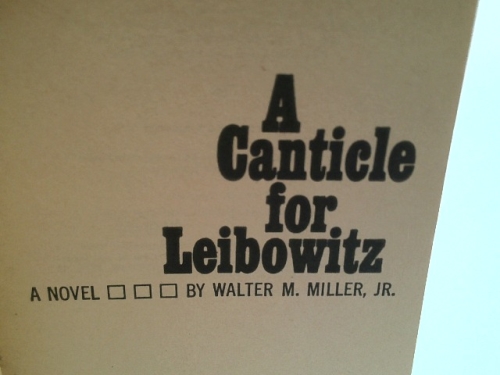 A
Canticle
for
Leibowitz
A NOVEL □ □ □ BY WALTER M. MILLER, JR.